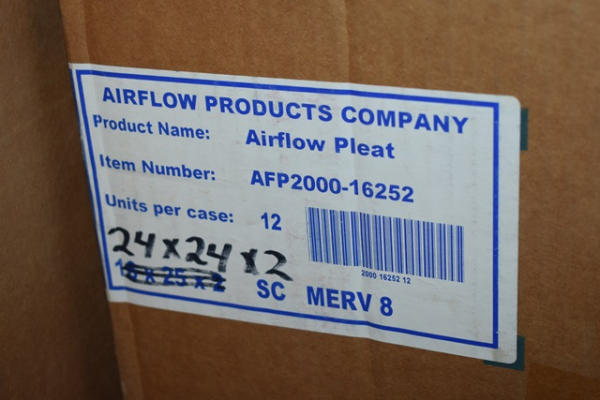 AIRFLOW PRODUCTS COMPANY
Product Name: Airflow Pleat
Item Number: AFP2000-16252
Units per case: 12
2000 16252 12
24 x 24 x 2
16 x 25 x 2 SC MERV 8